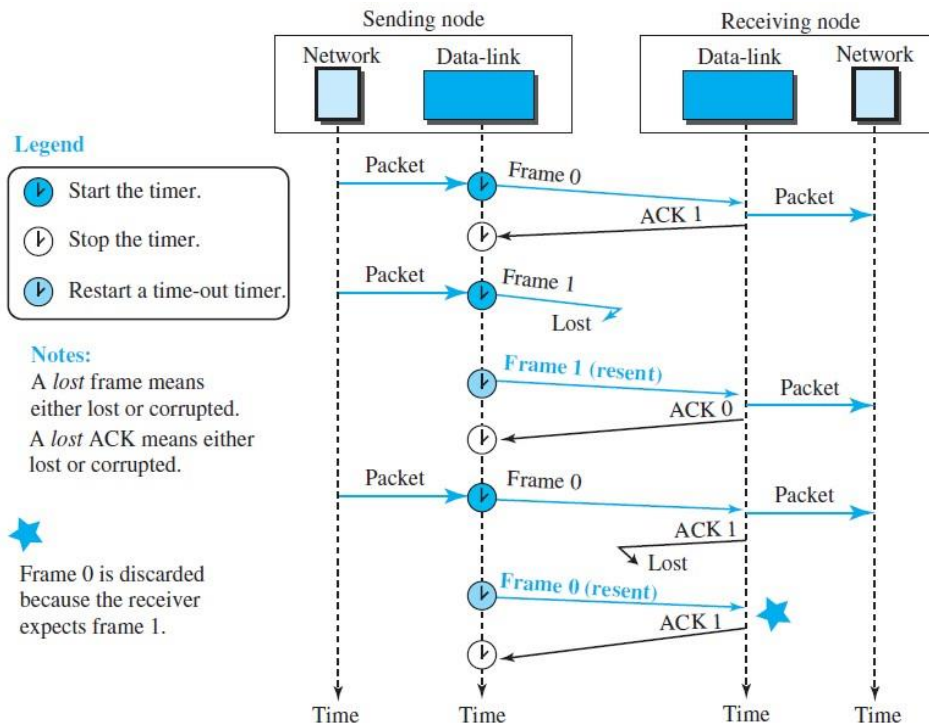 Sending node
Receiving node
Network
Data-link
Data-link
Network
Legend
Start the timer.
Stop the timer.
Restart a time-out timer.
Notes:
A lost frame means
either lost or corrupted.
A lost ACK means either
lost or corrupted.
Frame 0 is discarded
because the receiver
expects frame 1.
Packet
Frame 0
Packet
ACK 1
Packet
Frame 1
Lost
Frame 1 (resent)
Packet
ACK 0
Packet
Frame 0
Packet
ACK 1
Lost
Frame 0 (resent)
ACK 1
Time
Time
Time
Time